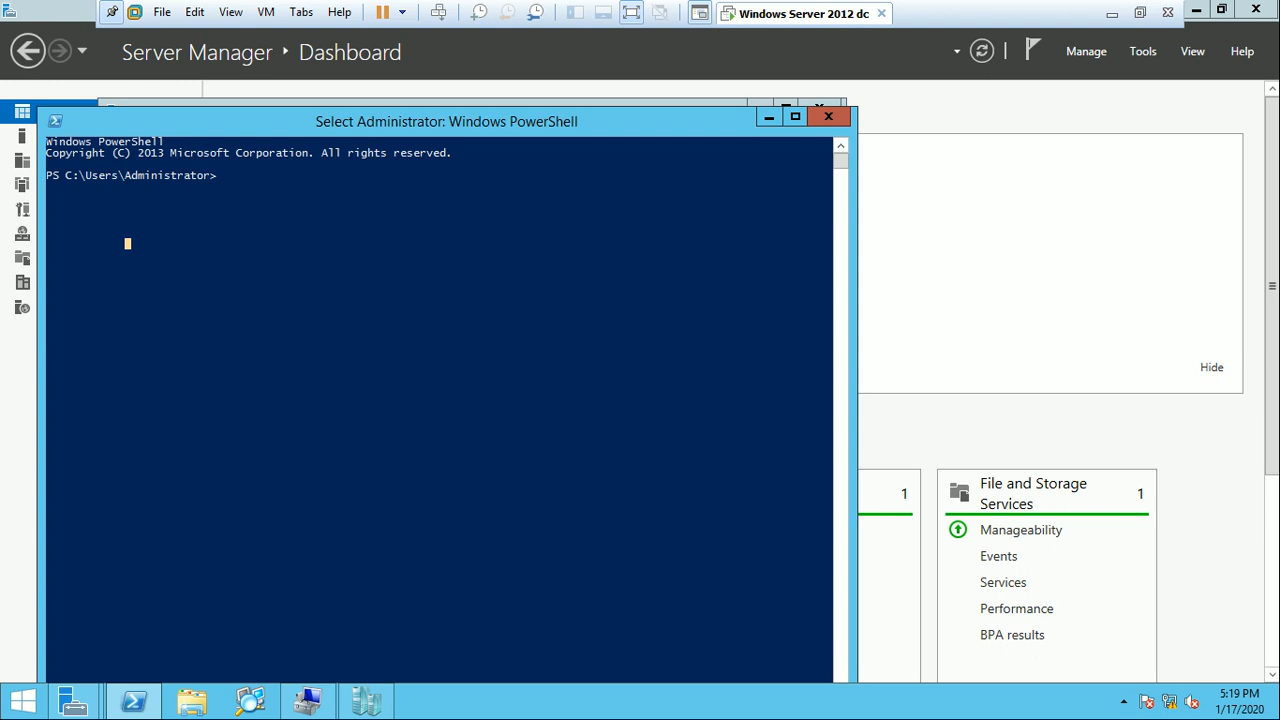 File Edit View VM Tabs Help
Windows Server 2012 dc
Server Manager Dashboard
Manage Tools View Help
Select Administrator: Windows PowerShell
Windows PowerShell
Copyright (C) 2013 Microsoft Corporation. All rights reserved.
PS C:\Users\Administrator>
Hide
1
File and Storage
Services
1
Manageability
Events
Services
Performance
BPA results
5:19 PM
1/17/2020